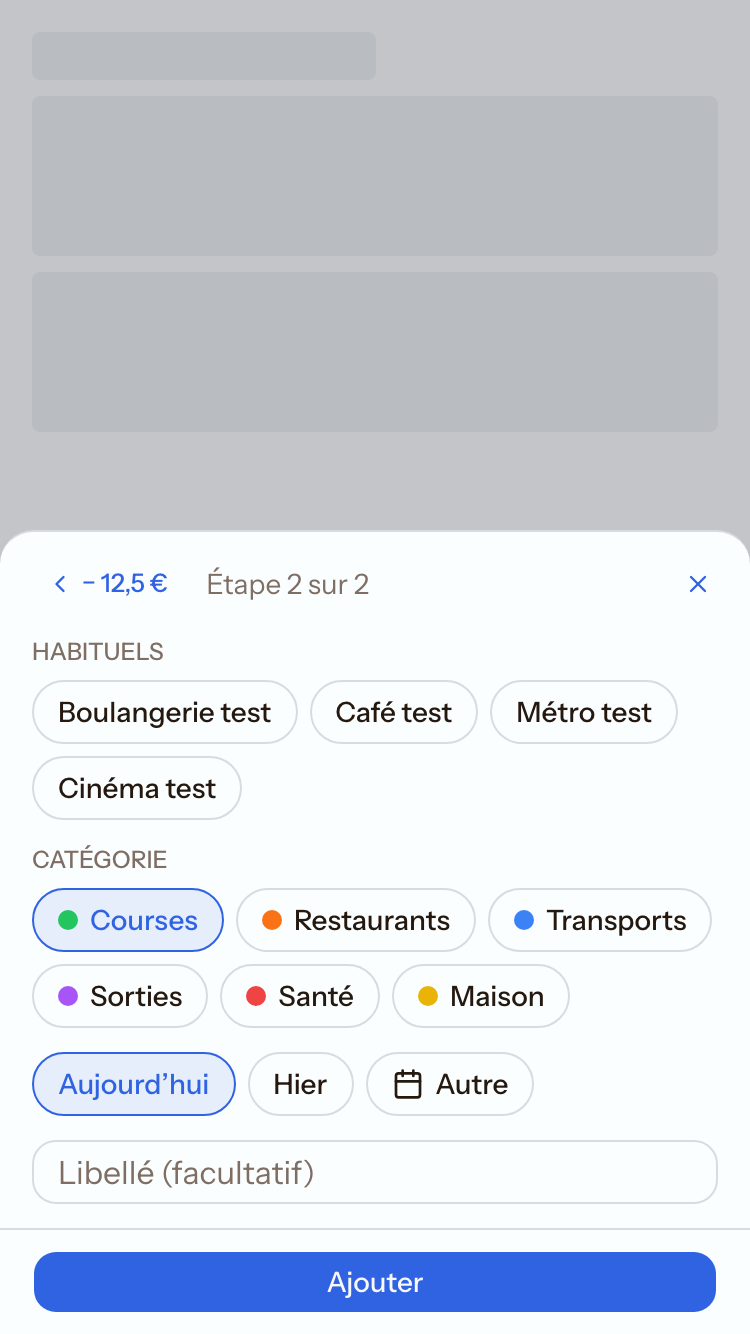 − 12,5 € Étape 2 sur 2
HABITUELS
Boulangerie test Café test Métro test
Cinéma test
CATÉGORIE
Courses Restaurants Transports
Sorties Santé Maison
Aujourd’hui Hier Autre
Libellé (facultatif)
Ajouter